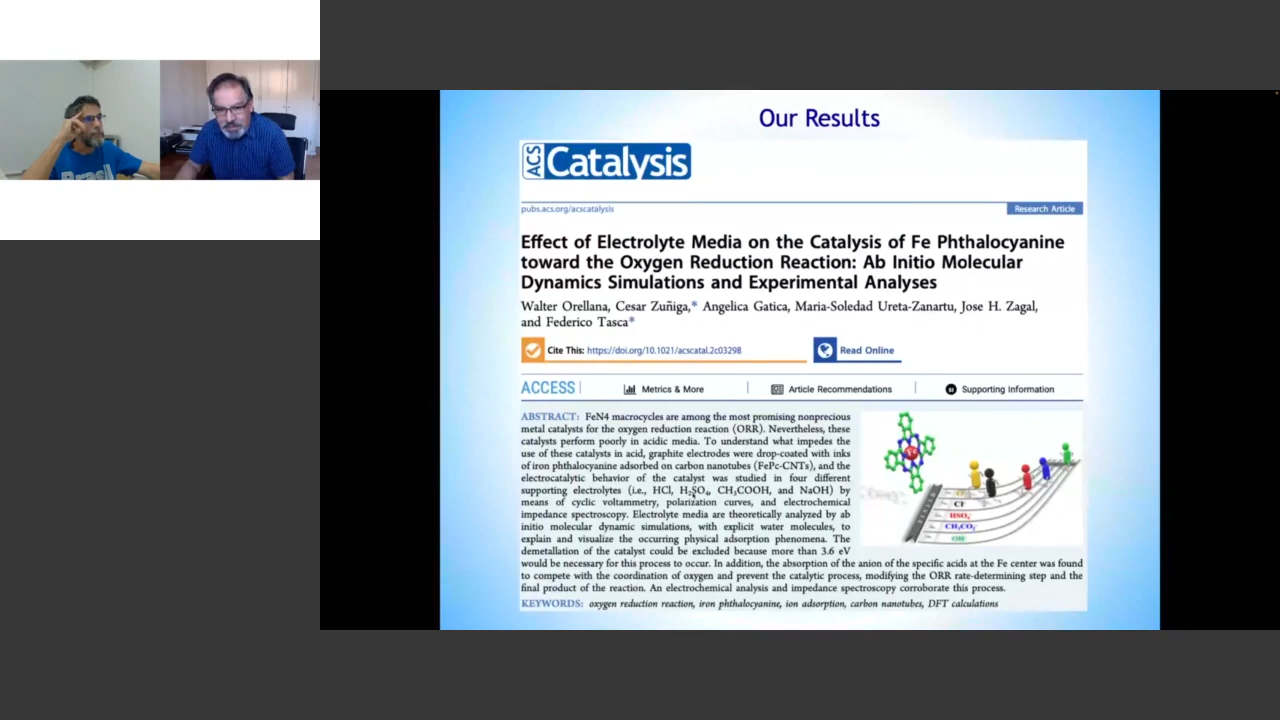 Brasil
Our Results
ACS
Catalysis
pubs.acs.org/acscatalysis
Research Article
Effect of Electrolyte Media on the Catalysis of Fe Phthalocyanine
toward the Oxygen Reduction Reaction: Ab Initio Molecular
Dynamics Simulations and Experimental Analyses
Walter Orellana, Cesar Zuñiga,* Angelica Gatica, Maria-Soledad Ureta-Zanartu, Jose H. Zagal,
and Federico Tasca*
Cite This: https://doi.org/10.1021/acscatal.2c03298
Read Online
ACCESS
Metrics & More
Article Recommendations
Supporting Information
ABSTRACT: FeN4 macrocycles are among the most promising nonprecious
metal catalysts for the oxygen reduction reaction (ORR). Nevertheless, these
catalysts perform poorly in acidic media. To understand what impedes the
use of these catalysts in acid, graphite electrodes were drop-coated with inks
of iron phthalocyanine adsorbed on carbon nanotubes (FePc-CNTs), and the
electrocatalytic behavior of the catalyst was studied in four different
supporting electrolytes (i.e., HCl, H₂SO₄, CH₃COOH, and NaOH) by
means of cyclic voltammetry, polarization curves, and electrochemical
impedance spectroscopy. Electrolyte media are theoretically analyzed by ab
initio molecular dynamic simulations, with explicit water molecules, to
explain and visualize the occurring physical adsorption phenomena. The
demetallation of the catalyst could be excluded because more than 3.6 eV
would be necessary for this process to occur. In addition, the absorption of the anion of the specific acids at the Fe center was found
to compete with the coordination of oxygen and prevent the catalytic process, modifying the ORR rate-determining step and the
final product of the reaction. An electrochemical analysis and impedance spectroscopy corroborate this process.
KEYWORDS: oxygen reduction reaction, iron phthalocyanine, ion adsorption, carbon nanotubes, DFT calculations
Cl⁻
HSO₄⁻
CH₃CO₂⁻
OH⁻